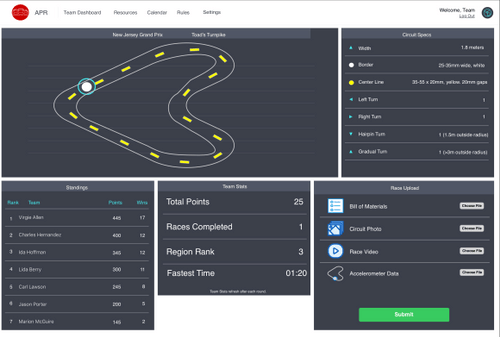 APR
Team Dashboard
Resources
Calendar
Rules
Settings
Welcome, Team
Log Out
New Jersey Grand Prix
Toad's Turnpike
Circuit Specs
Width 1.8 meters
Border 25-35mm wide, white
Center Line 35-55 x 20mm, yellow. 20mm gaps
Left Turn 1
Right Turn 1
Hairpin Turn 1 (1.0m outside radius)
Gradual Turn 1 (>3m outside radius)
Standings
Rank Team Points Wins
1 Virgie Allen 445 17
2 Charles Hernandez 400 12
3 Ida Hoffman 345 12
4 Lida Berry 300 11
5 Carl Lawson 245 8
6 Jason Porter 200 5
7 Marion McGuire 145 2
Team Stats
Total Points 25
Races Completed 1
Region Rank 3
Fastest Time 01:20
Team Stats refresh after each round.
Race Upload
Bill of Materials Choose File
Circuit Photo Choose File
Race Video Choose File
Accelerometer Data Choose File
Submit